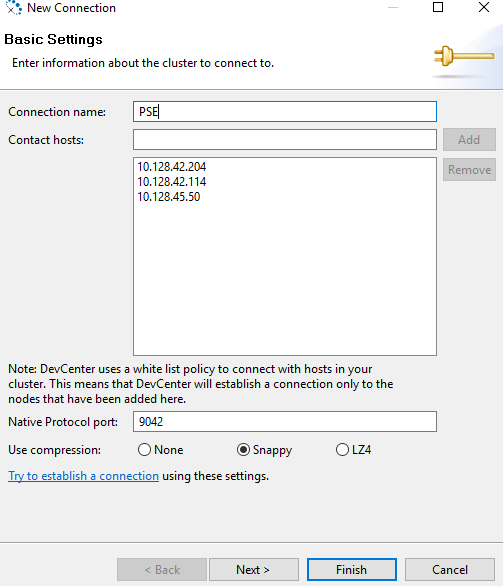 New Connection
Basic Settings
Enter information about the cluster to connect to.
Connection name: PSE
Contact hosts: Add
10.128.42.204 Remove
10.128.42.114
10.128.45.50
Note: DevCenter uses a white list policy to connect with hosts in your
cluster. This means that DevCenter will establish a connection only to the
nodes that have been added here.
Native Protocol port: 9042
Use compression: None Snappy LZ4
Try to establish a connection using these settings.
< Back Next > Finish Cancel